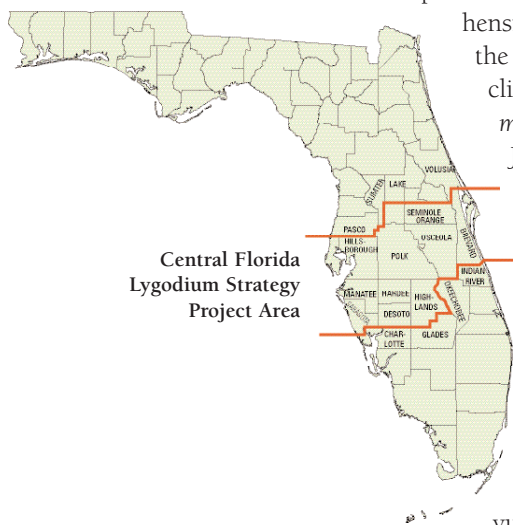 hens
the
cli
m
VOLUSIA
LAKE
SUMTER
SEMINOLE
ORANGE
PASCO
HILLS-
BOROUGH
OSCEOLA
BREVARD
POLK
Central Florida
Lygodium Strategy
Project Area
INDIAN
RIVER
MANATEE
HARDEE
HIGH-
LANDS
OKEECHOBEE
SARASOTA
DESOTO
CHAR-
LOTTE
GLADES